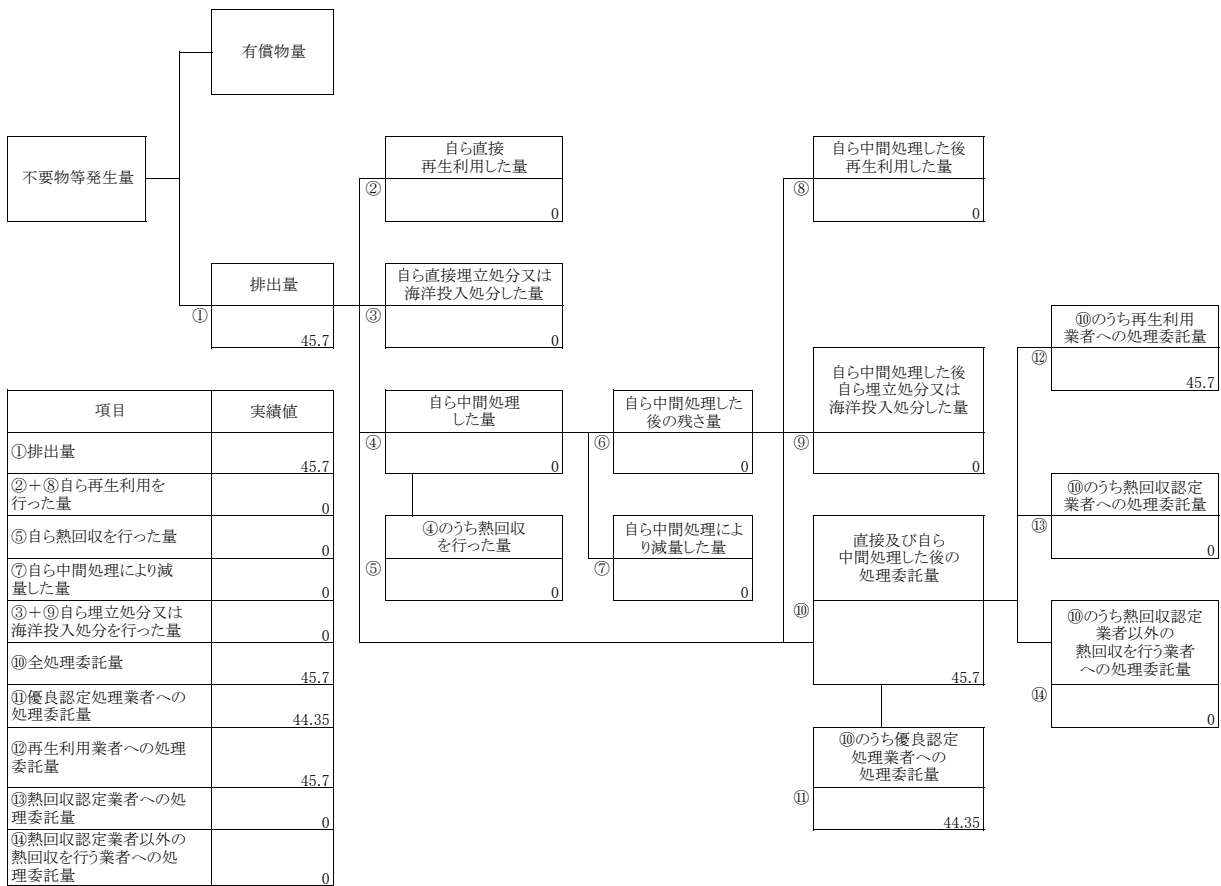 有償物量
不要物等発生量
自ら直接
再生利用した量
②
0
自ら中間処理した後
再生利用した量
⑧
0
排出量
①
45.7
自ら直接埋立処分又は
海洋投入処分した量
③
0
⑩のうち再生利用
業者への処理委託量
⑫
45.7
自ら中間処理
した量
④
0
自ら中間処理した
後の残さ量
⑥
0
自ら中間処理した後
自ら埋立処分又は
海洋投入処分した量
⑨
0
⑩のうち熱回収認定
業者への処理委託量
⑬
0
④のうち熱回収
を行った量
⑤
0
自ら中間処理によ
り減量した量
⑦
0
直接及び自ら
中間処理した後の
処理委託量
⑩
45.7
⑩のうち熱回収認定
業者以外の
熱回収を行う業者
への処理委託量
⑭
0
⑩のうち優良認定
処理業者への
処理委託量
⑪
44.35
項目 実績値
①排出量
45.7
②+⑧自ら再生利用を
行った量
0
⑤自ら熱回収を行った量
0
⑦自ら中間処理により減
量した量
0
③+⑨自ら埋立処分又は
海洋投入処分を行った量
0
⑩全処理委託量
45.7
⑪優良認定処理業者への
処理委託量
44.35
⑫再生利用業者への処理
委託量
45.7
⑬熱回収認定業者への処
理委託量
0
⑭熱回収認定業者以外の
熱回収を行う業者への処
理委託量
0